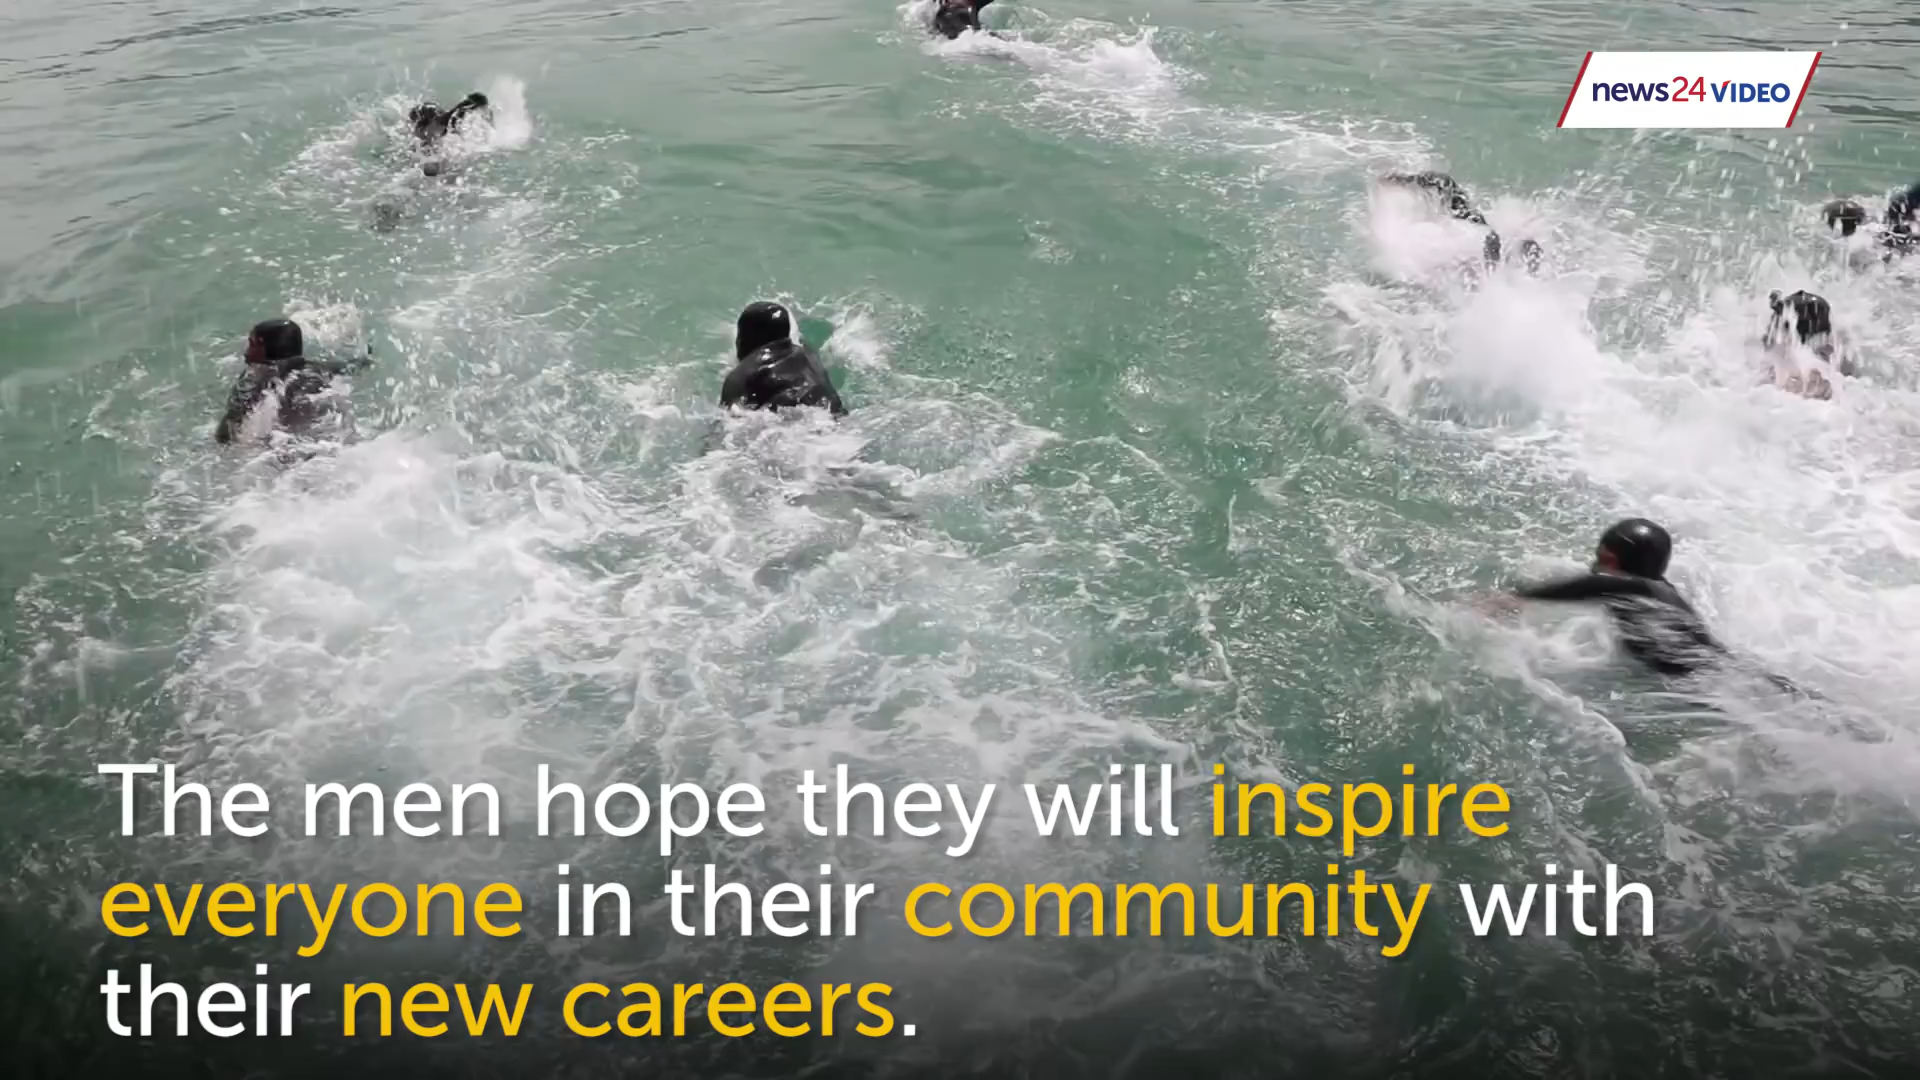 news24 VIDEO
The men hope they will inspire
everyone in their community with
their new careers.